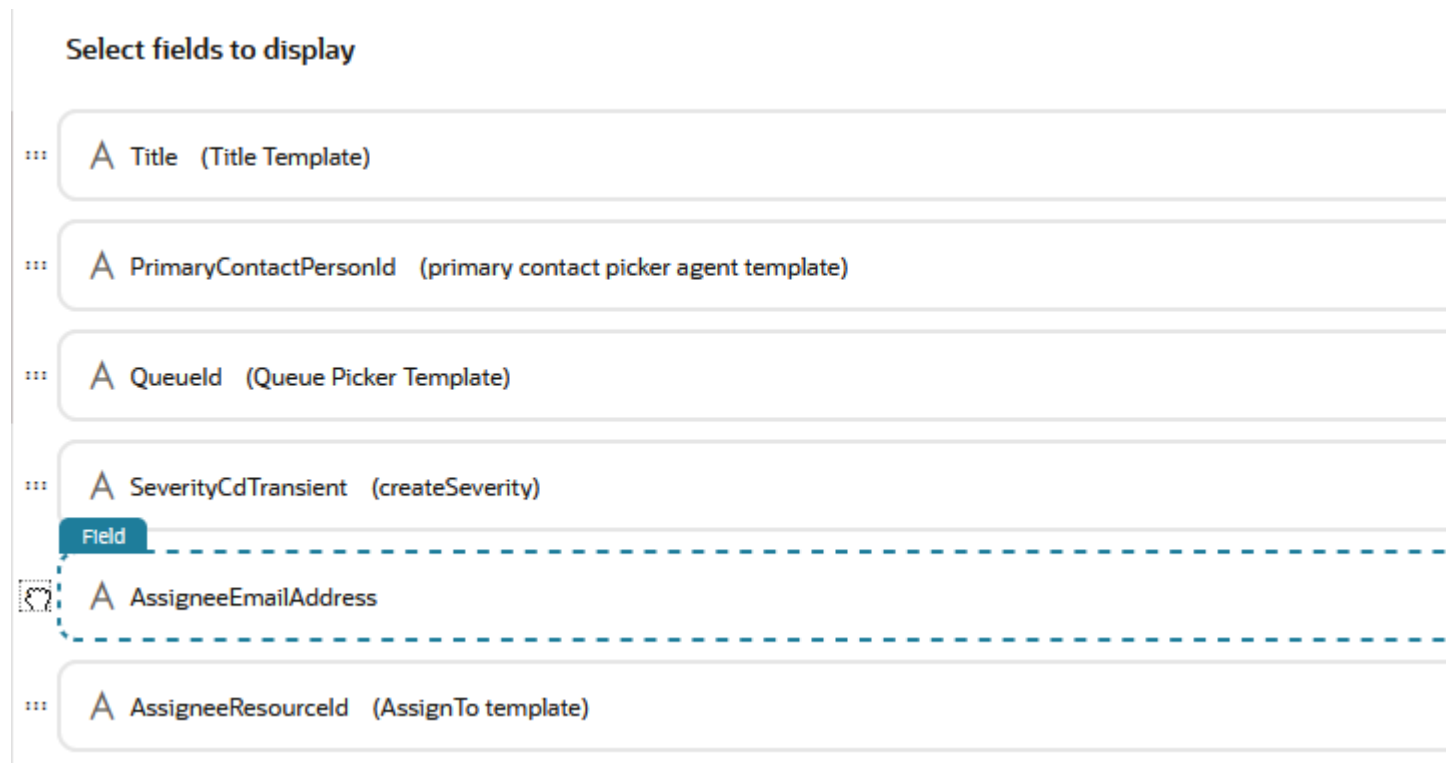 Select fields to display
A Title (Title Template)
A PrimaryContactPersonId (primary contact picker agent template)
A QueueId (Queue Picker Template)
A SeverityCdTransient (createSeverity)
Field
A AssigneeEmailAddress
A AssigneeResourceId (AssignTo template)